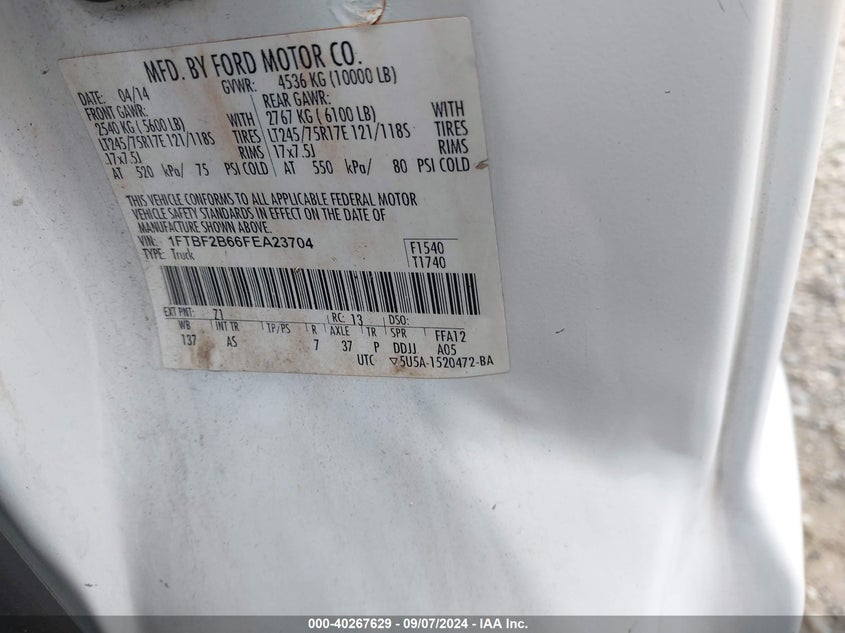 MFD. BY FORD MOTOR CO.
DATE: 04/14 GVWR: 4536 KG (10000 LB)
FRONT GAWR: REAR GAWR:
2540 KG (5600 LB) WITH 2767 KG (6100 LB) WITH
LT245/75R17E 121/118S TIRES LT245/75R17E 121/118S TIRES
17x7.5J RIMS 17x7.5J RIMS
AT 520 kPa/ 75 PSI COLD AT 550 kPa/ 80 PSI COLD
THIS VEHICLE CONFORMS TO ALL APPLICABLE FEDERAL MOTOR
VEHICLE SAFETY STANDARDS IN EFFECT ON THE DATE OF
MANUFACTURE SHOWN ABOVE.
VIN: 1FTBF2B66FEA23704 F1540
TYPE: Truck T1740
EXT PNT: Z1 RC: 13 DSO:
WB INT TR TP/PS R AXLE TR SPR FFA12
137 AS 7 37 P DDJJ A05
UTC ▽5U5A-1520472-BA
000-40267629 - 09/07/2024 - IAA Inc.